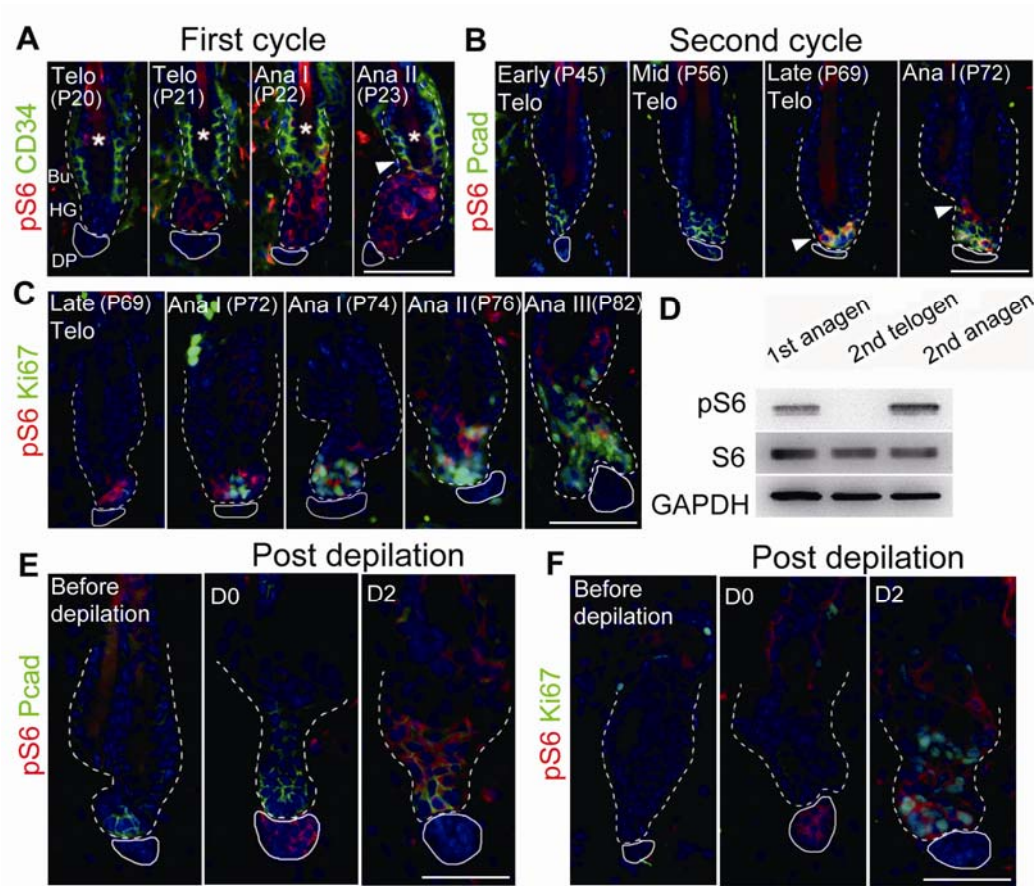 A
First cycle
pS6 CD34
Telo
(P20)
Telo
(P21)
Ana I
(P22)
Ana II
(P23)
*
*
*
*
Bu
HG
DP
B
Second cycle
pS6 Pcad
Early (P45)
Telo
Mid (P56)
Telo
Late (P69)
Telo
Ana I (P72)
C
pS6 Ki67
Late (P69)
Telo
Ana I (P72)
Ana I (P74)
Ana II (P76)
Ana III(P82)
D
1st anagen
2nd telogen
2nd anagen
pS6
S6
GAPDH
E
Post depilation
pS6 Pcad
Before
depilation
D0
D2
F
Post depilation
pS6 Ki67
Before
depilation
D0
D2